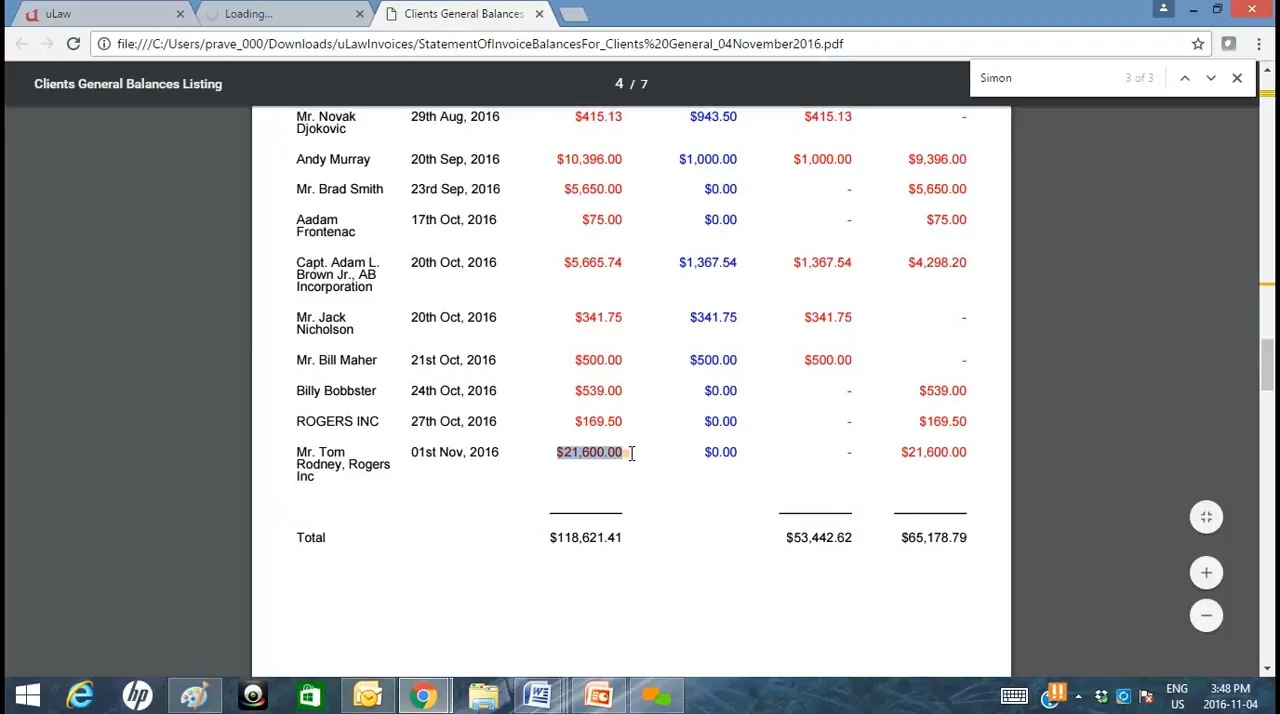 uLaw
Loading...
Clients General Balances
file:///C:/Users/prave_000/Downloads/uLawInvoices/StatementOfInvoiceBalancesFor_Clients%20General_04November2016.pdf
Clients General Balances Listing
4 / 7
Simon
3 of 3
Mr. Novak Djokovic 29th Aug, 2016 $415.13 $943.50 $415.13 -
Andy Murray 20th Sep, 2016 $10,396.00 $1,000.00 $1,000.00 $9,396.00
Mr. Brad Smith 23rd Sep, 2016 $5,650.00 $0.00 - $5,650.00
Aadam Frontenac 17th Oct, 2016 $75.00 $0.00 - $75.00
Capt. Adam L. Brown Jr., AB Incorporation 20th Oct, 2016 $5,665.74 $1,367.54 $1,367.54 $4,298.20
Mr. Jack Nicholson 20th Oct, 2016 $341.75 $341.75 $341.75 -
Mr. Bill Maher 21st Oct, 2016 $500.00 $500.00 $500.00 -
Billy Bobbster 24th Oct, 2016 $539.00 $0.00 - $539.00
ROGERS INC 27th Oct, 2016 $169.50 $0.00 - $169.50
Mr. Tom Rodney, Rogers Inc 01st Nov, 2016 $21,600.00 $0.00 - $21,600.00
Total $118,621.41 $53,442.62 $65,178.79
ENG
US
3:48 PM
2016-11-04